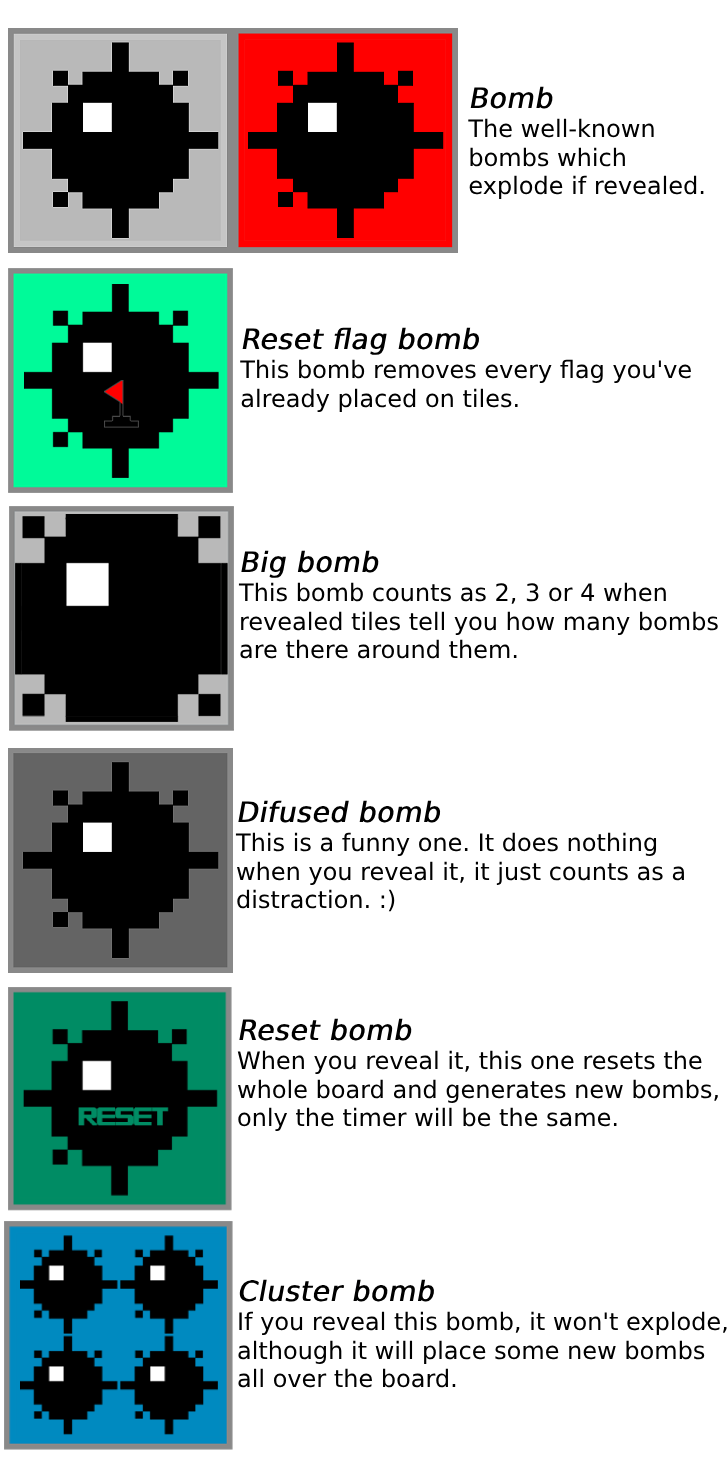 Bomb
The well-known
bombs which
explode if revealed.
Reset flag bomb
This bomb removes every flag you've
already placed on tiles.
Big bomb
This bomb counts as 2, 3 or 4 when
revealed tiles tell you how many bombs
are there around them.
Difused bomb
This is a funny one. It does nothing
when you reveal it, it just counts as a
distraction. :)
Reset bomb
When you reveal it, this one resets the
whole board and generates new bombs,
only the timer will be the same.
RESET
Cluster bomb
If you reveal this bomb, it won't explode,
although it will place some new bombs
all over the board.